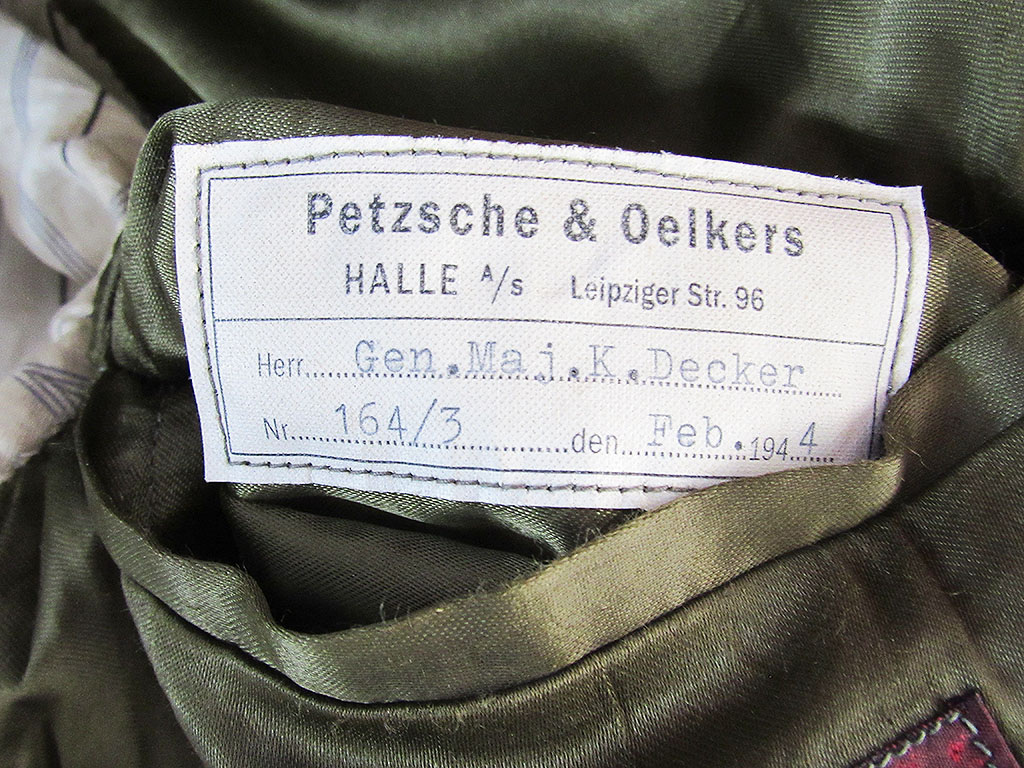 Petzsche & Oelkers
HALLE A/S Leipziger Str. 96
Herr....Gen.Maj.K.Decker
Nr....164/3....den....Feb.1944